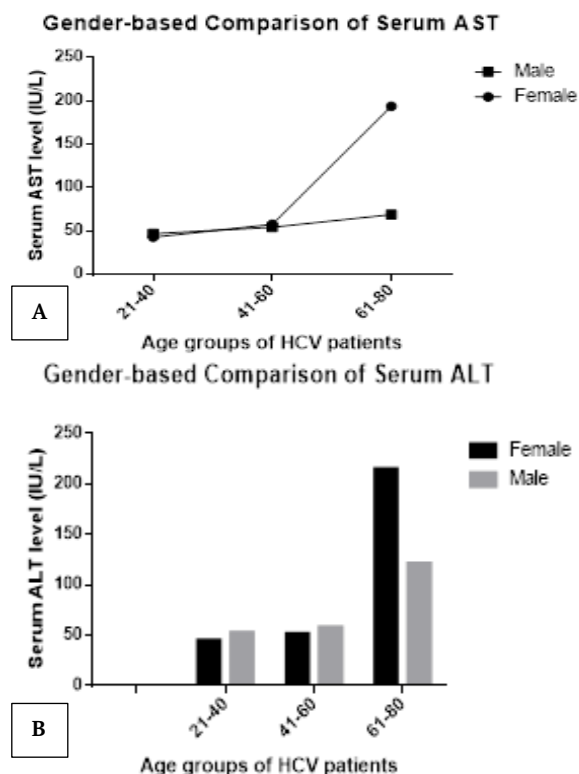 Gender-based Comparison of Serum AST
Male
Female
Serum AST level (IU/L)
250
200
150
100
50
0
21-40
41-60
61-80
A
Age groups of HCV patients
Gender-based Comparison of Serum ALT
Female
Male
Serum ALT level (IU/L)
250
200
150
100
50
0
21-40
41-60
61-80
B
Age groups of HCV patients